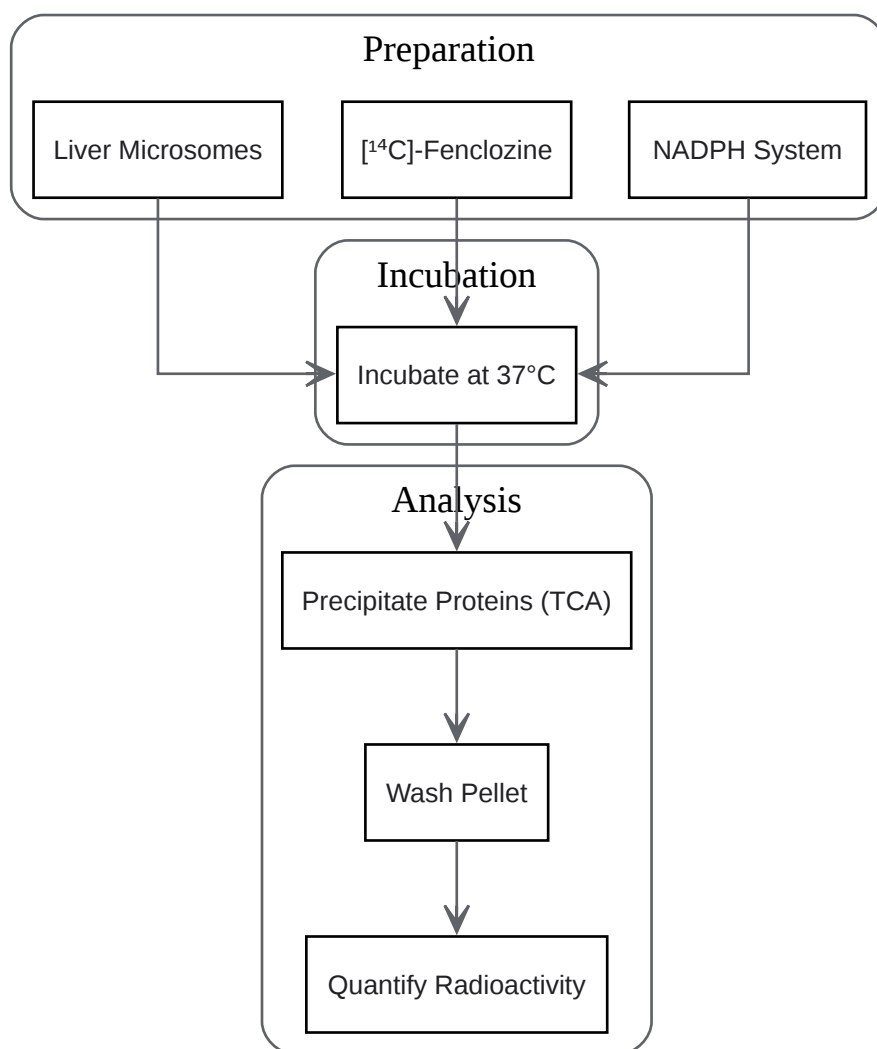 Preparation
Liver Microsomes
[¹⁴C]-Fenclozine
NADPH System
Incubation
Incubate at 37°C
Analysis
Precipitate Proteins (TCA)
Wash Pellet
Quantify Radioactivity